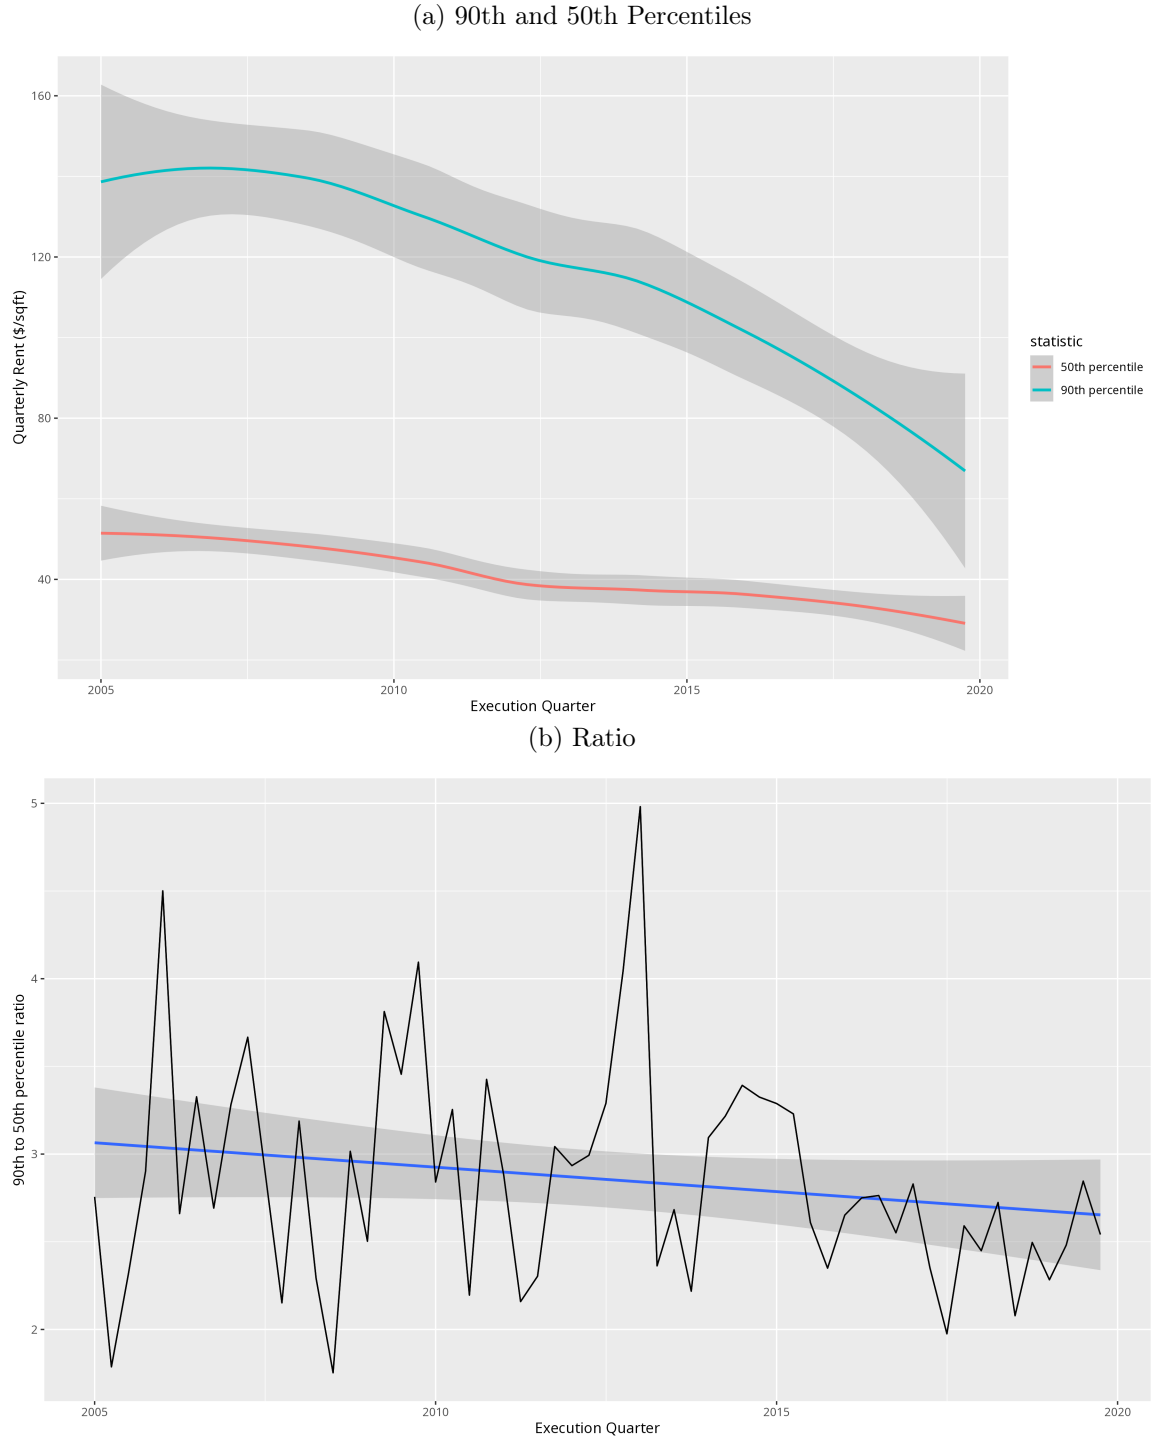 (a) 90th and 50th Percentiles
160
120
80
40
Quarterly Rent ($/sqft)
2005 2010 2015 2020
Execution Quarter
statistic
50th percentile
90th percentile
(b) Ratio
5
4
3
2
90th to 50th percentile ratio
2005 2010 2015 2020
Execution Quarter